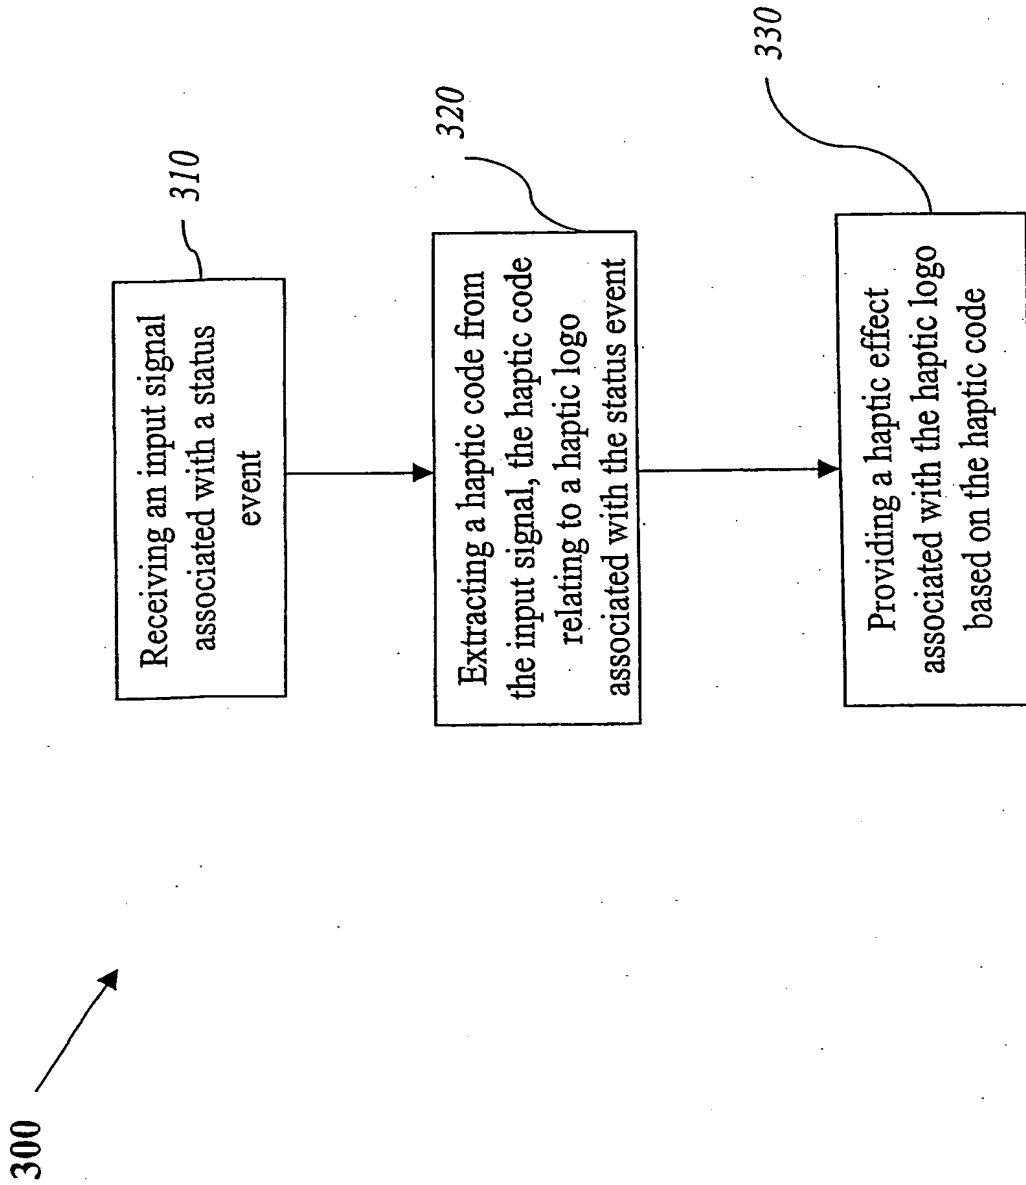 300
Receiving an input signal
associated with a status
event
310
Extracting a haptic code from
the input signal, the haptic code
relating to a haptic logo
associated with the status event
320
Providing a haptic effect
associated with the haptic logo
based on the haptic code
330